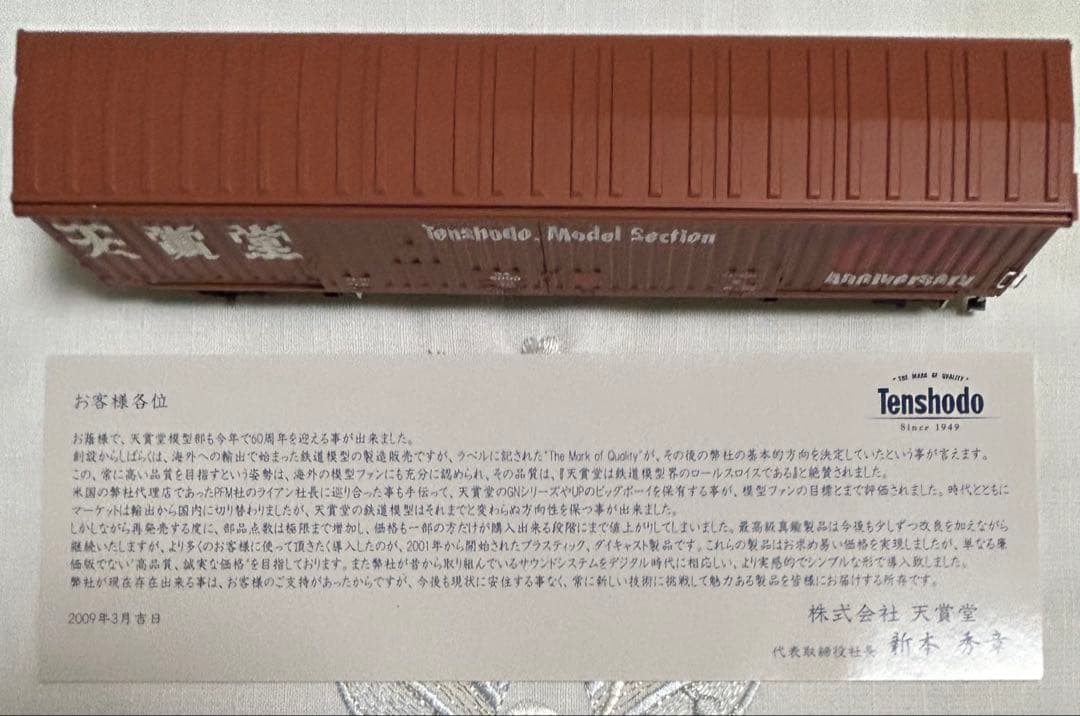 天賞堂
Tenshodo. Model Section
Anniversary
"THE MARK OF QUALITY"
Tenshodo
Since 1949
お客様各位
お蔭様で、天賞堂模型部も今年で60周年を迎える事が出来ました。
創設からしばらくは、海外への輸出で始まった鉄道模型の製造販売ですが、ラベルに記された"The Mark of Quality"が、その後の弊社の基本的方向を決定していたという事が言えます。
この、常に高い品質を目指すという姿勢は、海外の模型ファンにも充分に認められ、その品質は、『天賞堂は鉄道模型界のロールスロイスである』と絶賛されました。
米国の弊社代理店であったPFM社のライアン社長に巡り合った事も手伝って、天賞堂のGNシリーズやUPのビッグボーイを保有する事が、模型ファンの目標とまで評価されました。時代とともに
マーケットは輸出から国内に切り替わりましたが、天賞堂の鉄道模型はそれまでと変わらぬ方向性を保つ事が出来ました。
しかしながら再発売する度に、部品点数は極限まで増加し、価格も一部の方だけが購入出来る段階にまで値上がりしてしまいました。最高級真鍮製品は今後も少しずつ改良を加えながら
継続いたしますが、より多くのお客様に使って頂きたく導入したのが、2001年から開始されたプラスティック、ダイキャスト製品です。これらの製品はお求め易い価格を実現しましたが、単なる廉
価版でない"高品質、誠実な価格"を目指しております。また弊社が昔から取り組んでいるサウンドシステムをデジタル時代に相応しい、より実感的でシンプルな形で導入致しました。
弊社が現在存在出来る事は、お客様のご支持があったからですが、今後も現状に安住する事なく、常に新しい技術に挑戦して魅力ある製品を皆様にお届けする所存です。
2009年3月吉日
株式会社 天賞堂
代表取締役社長 新本 秀章